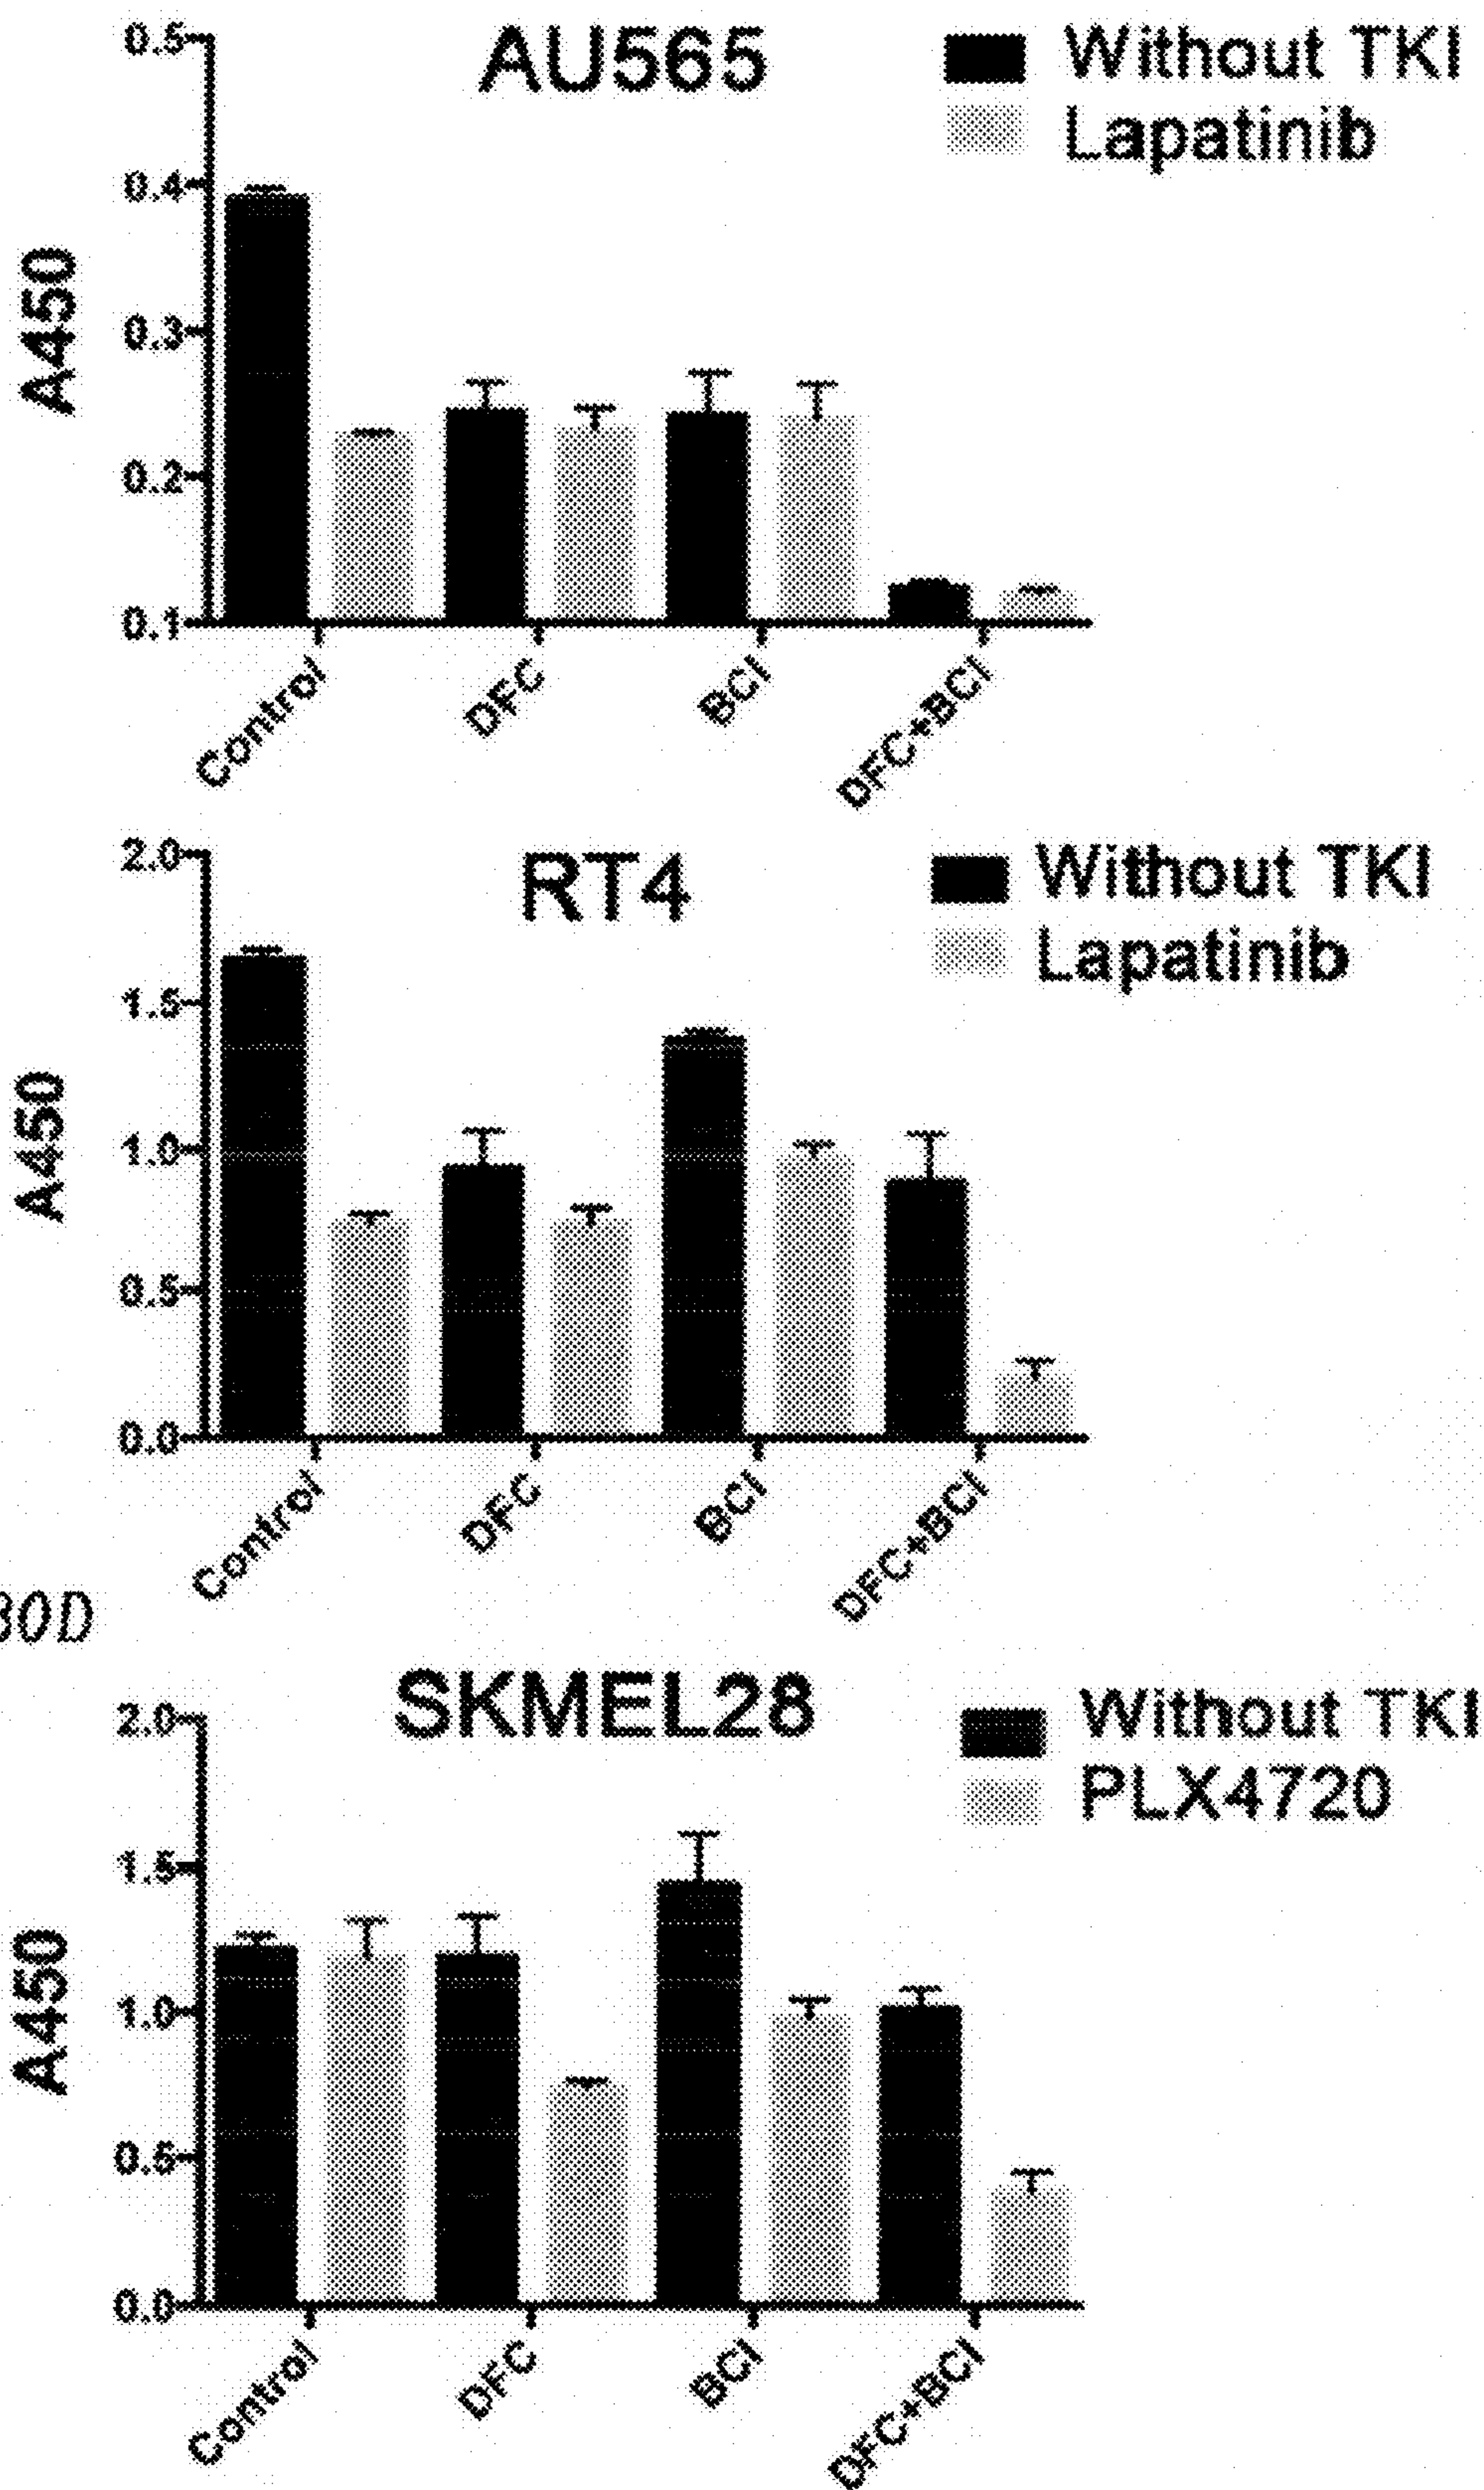 AU565
Without TKI
Lapatinib
A450
0.5
0.4
0.3
0.2
0.1
Control
DFC
BCI
DFC+BCI
RT4
Without TKI
Lapatinib
A450
2.0
1.5
1.0
0.5
0.0
Control
DFC
BCI
DFC+BCI
30D
SKMEL28
Without TKI
PLX4720
A450
2.0
1.5
1.0
0.5
0.0
Control
DFC
BCI
DFC+BCI